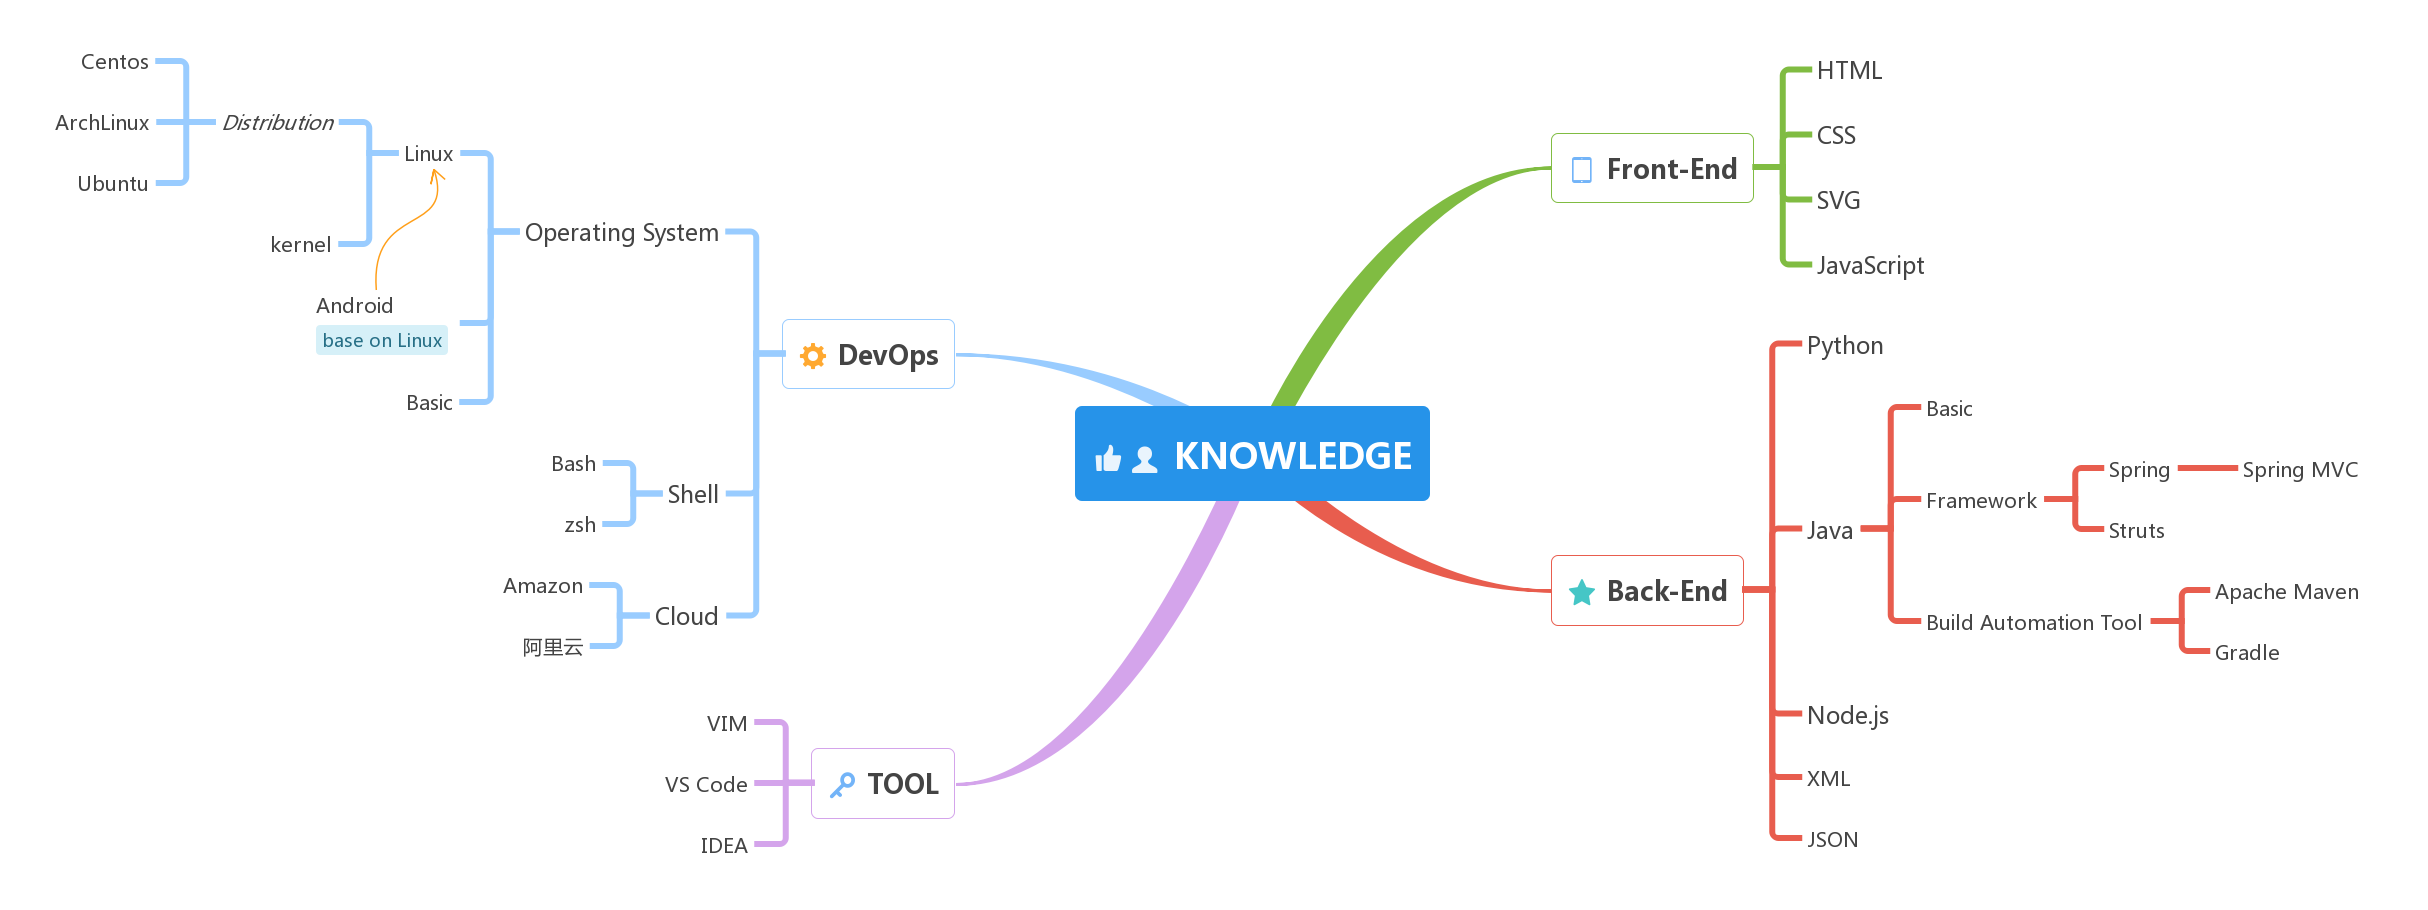 KNOWLEDGE
Front-End
HTML
CSS
SVG
JavaScript
Back-End
Python
Java
Basic
Framework
Spring
Spring MVC
Struts
Build Automation Tool
Apache Maven
Gradle
Node.js
XML
JSON
DevOps
Operating System
Linux
Distribution
Centos
ArchLinux
Ubuntu
kernel
Android
base on Linux
Basic
Shell
Bash
zsh
Cloud
Amazon
阿里云
TOOL
VIM
VS Code
IDEA